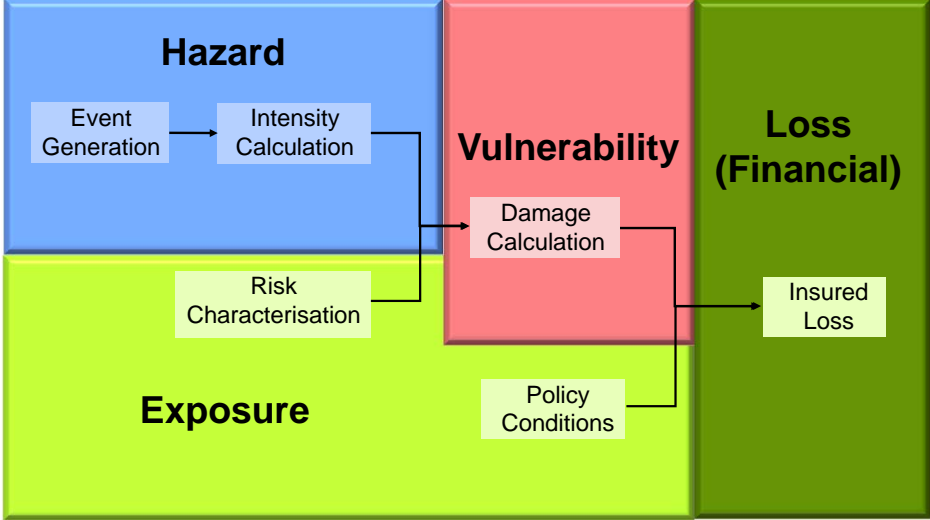 Hazard
Event
Generation
Intensity
Calculation
Vulnerability
Damage
Calculation
Loss
(Financial)
Insured
Loss
Risk
Characterisation
Exposure
Policy
Conditions